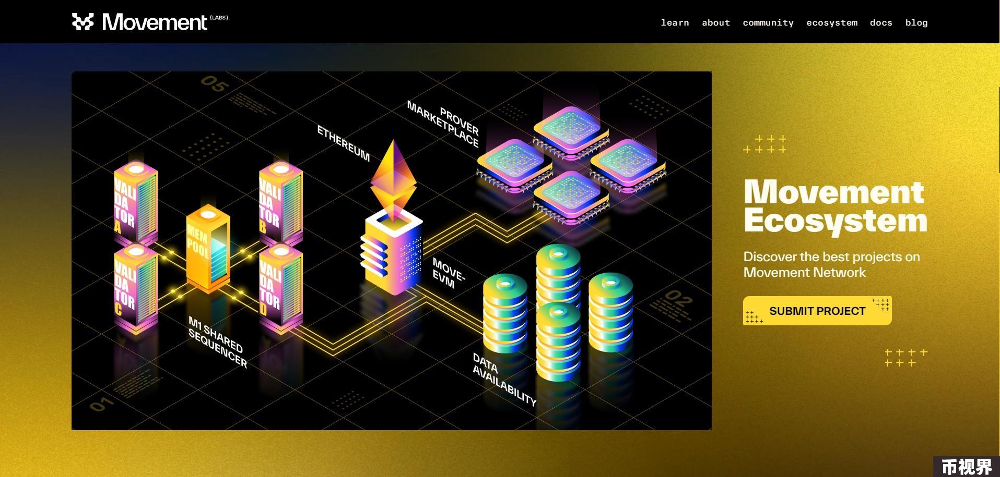 Movement {LABS}
learn about community ecosystem docs blog
05
PROVER
MARKETPLACE
ETHEREUM
VALI
DA
TOR
A
VALI
DA
TOR
B
MEM
POOL
VALI
DA
TOR
C
VALI
DA
TOR
D
MOVE-
EVM
02
M1 SHARED
SEQUENCER
DATA
AVAILABILITY
01
Movement
Ecosystem
Discover the best projects on
Movement Network
SUBMIT PROJECT
币视界